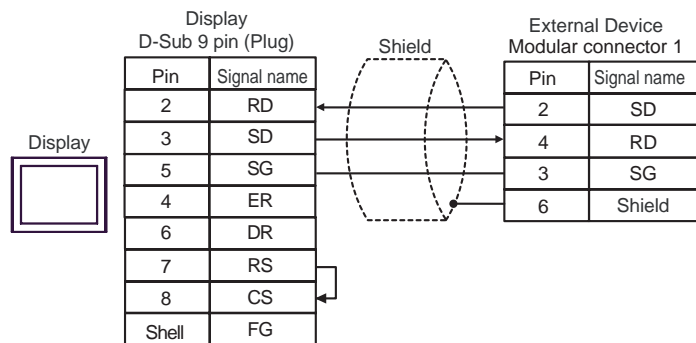 Display
D-Sub 9 pin (Plug)
Shield
External Device
Modular connector 1
Display
Pin Signal name
2 RD
3 SD
5 SG
4 ER
6 DR
7 RS
8 CS
Shell FG
Pin Signal name
2 SD
4 RD
3 SG
6 Shield